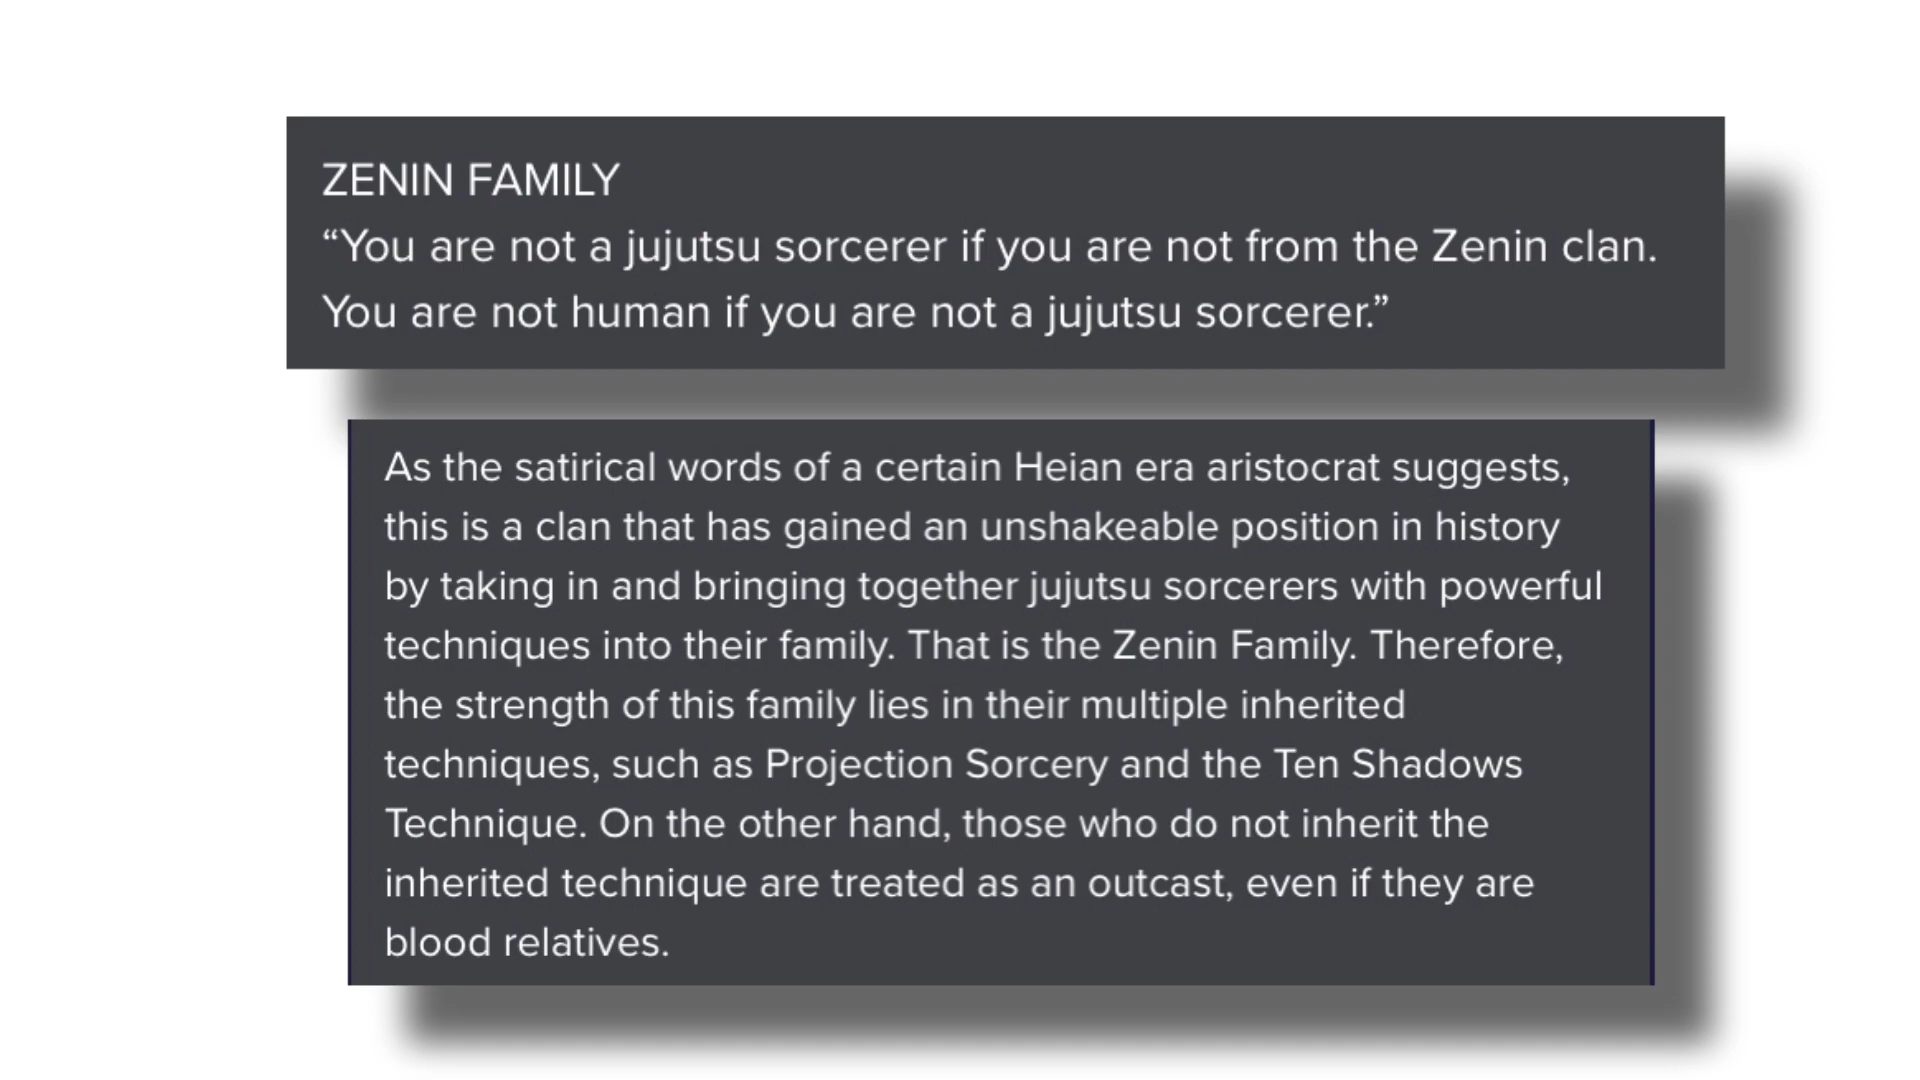 ZENIN FAMILY
“You are not a jujutsu sorcerer if you are not from the Zenin clan.
You are not human if you are not a jujutsu sorcerer.”
As the satirical words of a certain Heian era aristocrat suggests,
this is a clan that has gained an unshakeable position in history
by taking in and bringing together jujutsu sorcerers with powerful
techniques into their family. That is the Zenin Family. Therefore,
the strength of this family lies in their multiple inherited
techniques, such as Projection Sorcery and the Ten Shadows
Technique. On the other hand, those who do not inherit the
inherited technique are treated as an outcast, even if they are
blood relatives.